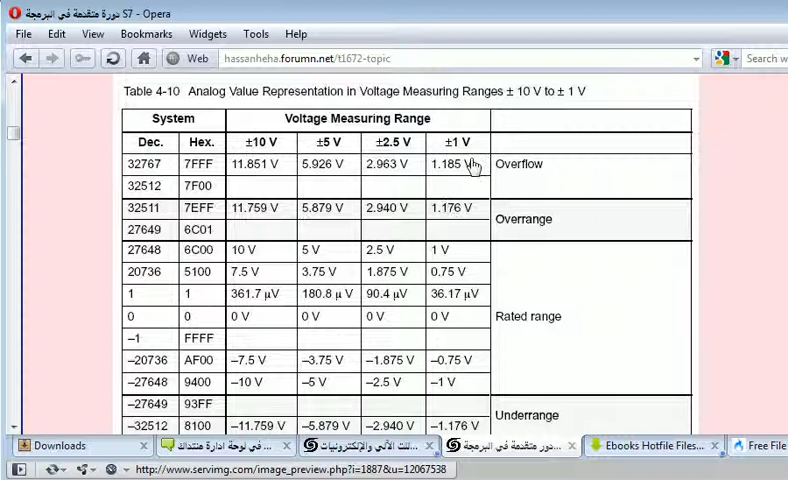 دورة متقدمة في البرمجة S7 - Opera
File Edit View Bookmarks Widgets Tools Help
Web hassanheha.forumn.net/t1672-topic Search w
Table 4-10 Analog Value Representation in Voltage Measuring Ranges ± 10 V to ± 1 V
System Voltage Measuring Range
Dec. Hex. ±10 V ±5 V ±2.5 V ±1 V
32767 7FFF 11.851 V 5.926 V 2.963 V 1.185 V Overflow
32512 7F00
32511 7EFF 11.759 V 5.879 V 2.940 V 1.176 V
Overrange
27649 6C01
27648 6C00 10 V 5 V 2.5 V 1 V
20736 5100 7.5 V 3.75 V 1.875 V 0.75 V
1 1 361.7 µV 180.8 µ V 90.4 µV 36.17 µV
0 0 0 V 0 V 0 V 0 V Rated range
–1 FFFF
–20736 AF00 –7.5 V –3.75 V –1.875 V –0.75 V
–27648 9400 –10 V –5 V –2.5 V –1 V
–27649 93FF
Underrange
–32512 8100 –11.759 V –5.879 V –2.940 V –1.176 V
Downloads في لوحة ادارة منتداك... الآلي والإلكترونيات... دور متقدمة في البرمجة... Ebooks Hotfile Files... Free File
http://www.servimg.com/image_preview.php?i=1887&u=12067538